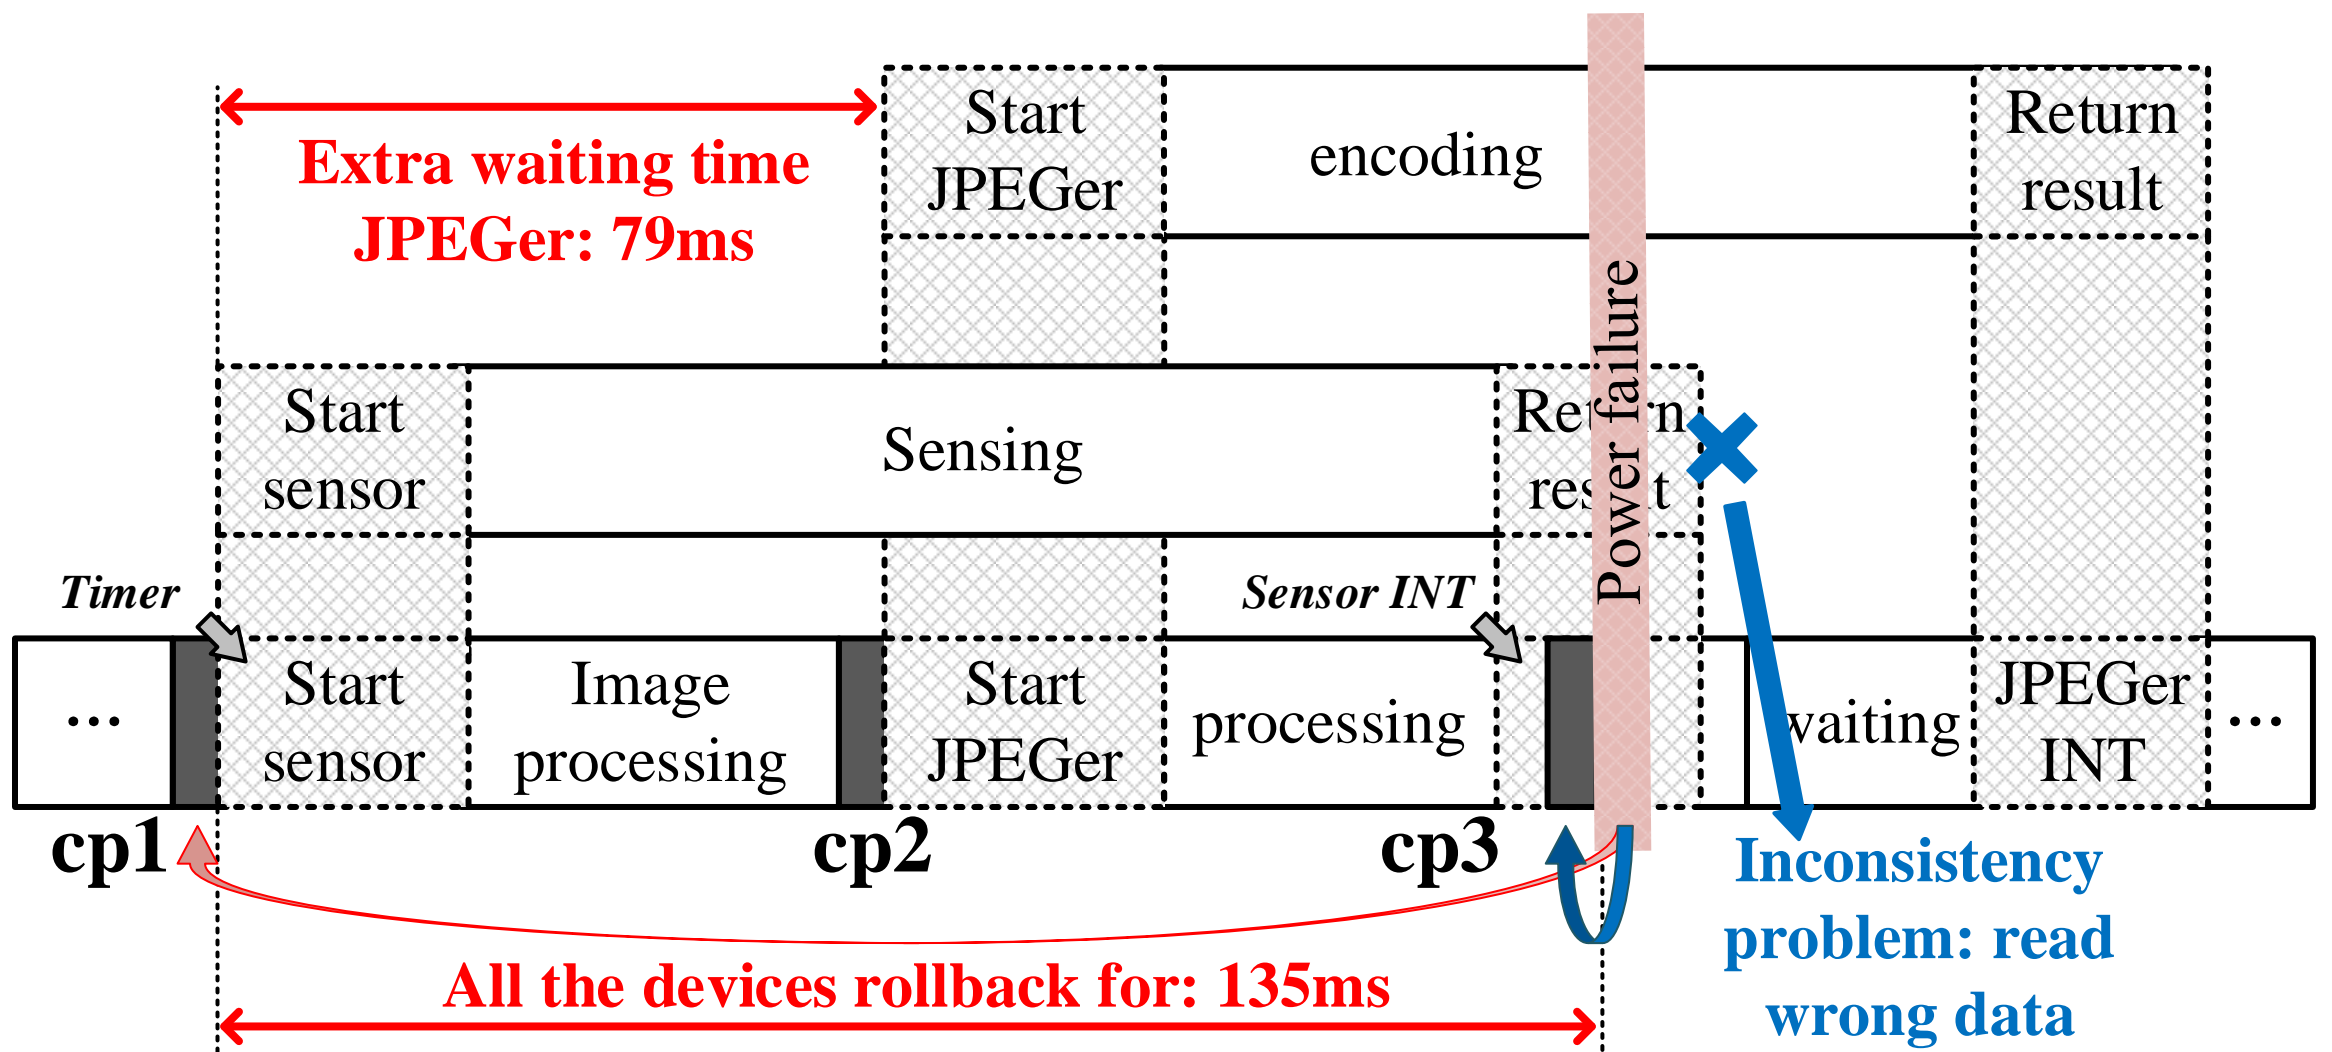 Start
JPEGer
encoding
Return
result
Extra waiting time
JPEGer: 79ms
Start
sensor
Sensing
Return
result
Power failure
Timer
Sensor INT
...
Start
sensor
Image
processing
Start
JPEGer
processing
waiting
JPEGer
INT
...
cp1
cp2
cp3
Inconsistency
problem: read
wrong data
All the devices rollback for: 135ms